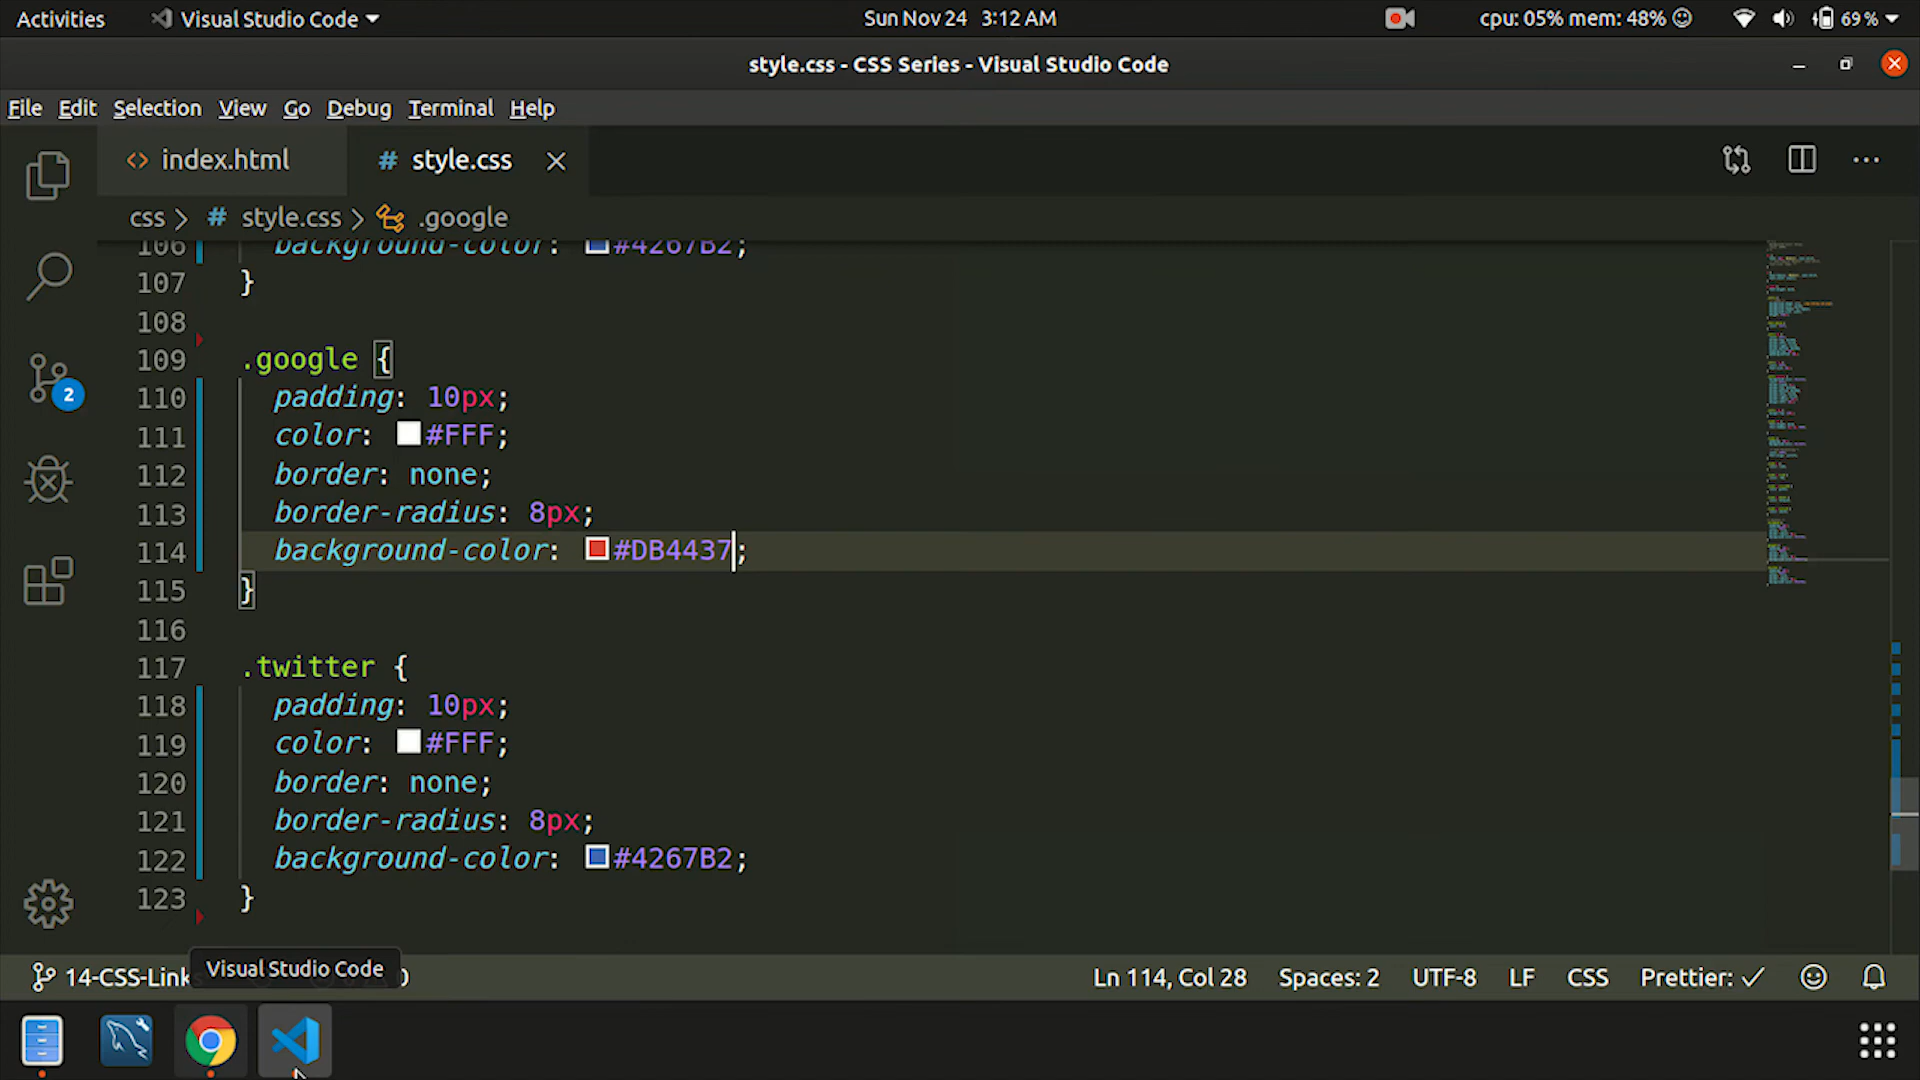 Activities Visual Studio Code Sun Nov 24 3:12 AM cpu: 05% mem: 48% 69 %
style.css - CSS Series - Visual Studio Code
File Edit Selection View Go Debug Terminal Help
<> index.html # style.css
css > # style.css > .google
106 background-color: #4267B2;
107 }
108
109 .google {
110 padding: 10px;
111 color: #FFF;
112 border: none;
113 border-radius: 8px;
114 background-color: #DB4437;
115 }
116
117 .twitter {
118 padding: 10px;
119 color: #FFF;
120 border: none;
121 border-radius: 8px;
122 background-color: #4267B2;
123 }
2
Visual Studio Code
14-CSS-Link 0 Ln 114, Col 28 Spaces: 2 UTF-8 LF CSS Prettier: ✓